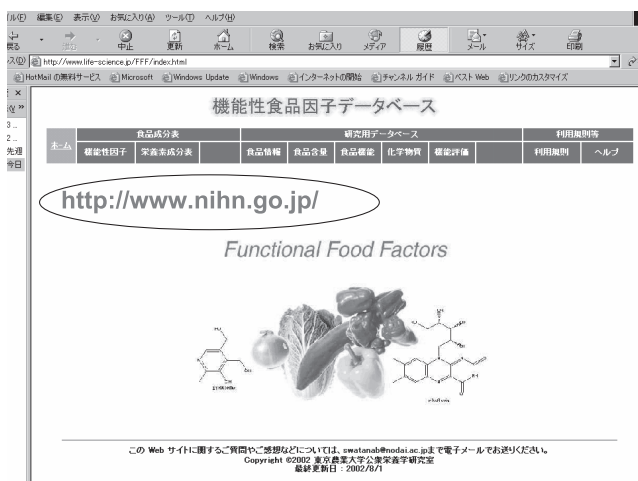 編集(E) 表示(V) お気に入り(A) ツール(T) ヘルプ(H)
戻る 中止 更新 ホーム 検索 お気に入り メディア 履歴 メール サイズ 印刷
http://www.life-science.jp/FFF/index.html
HotMail の無料サービス Microsoft Windows Update Windows インターネットの開始 チャンネル ガイド ベスト Web リンクのカスタマイズ
先週
今日
機能性食品因子データベース
ホーム 食品成分表 研究用データベース 利用規則等
機能性因子 栄養素成分表 食品情報 食品含量 食品機能 化学物質 機能評価 利用規則 ヘルプ
http://www.nihn.go.jp/
Functional Food Factors
この Web サイトに関するご質問やご感想などについては、swatanab@nodai.ac.jpまで電子メールでお送りください。
Copyright ©2002 東京農業大学公衆栄養学研究室
最終更新日:2002/8/1